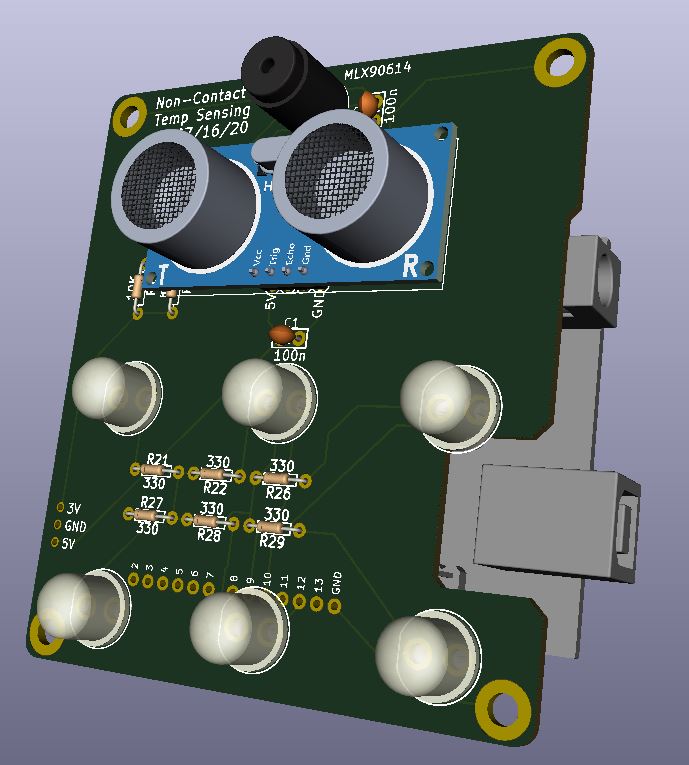 MLX90614
Non-Contact
Temp Sensing
7/16/20
100n
H
Vcc
Trig
Echo
Gnd
T
R
10K
5V
GND
C1
100n
R21
330
330
330
R22
R26
R27
330
330
330
R28
R29
3V
GND
5V
2
3
4
5
6
7
8
9
10
11
12
13
GND